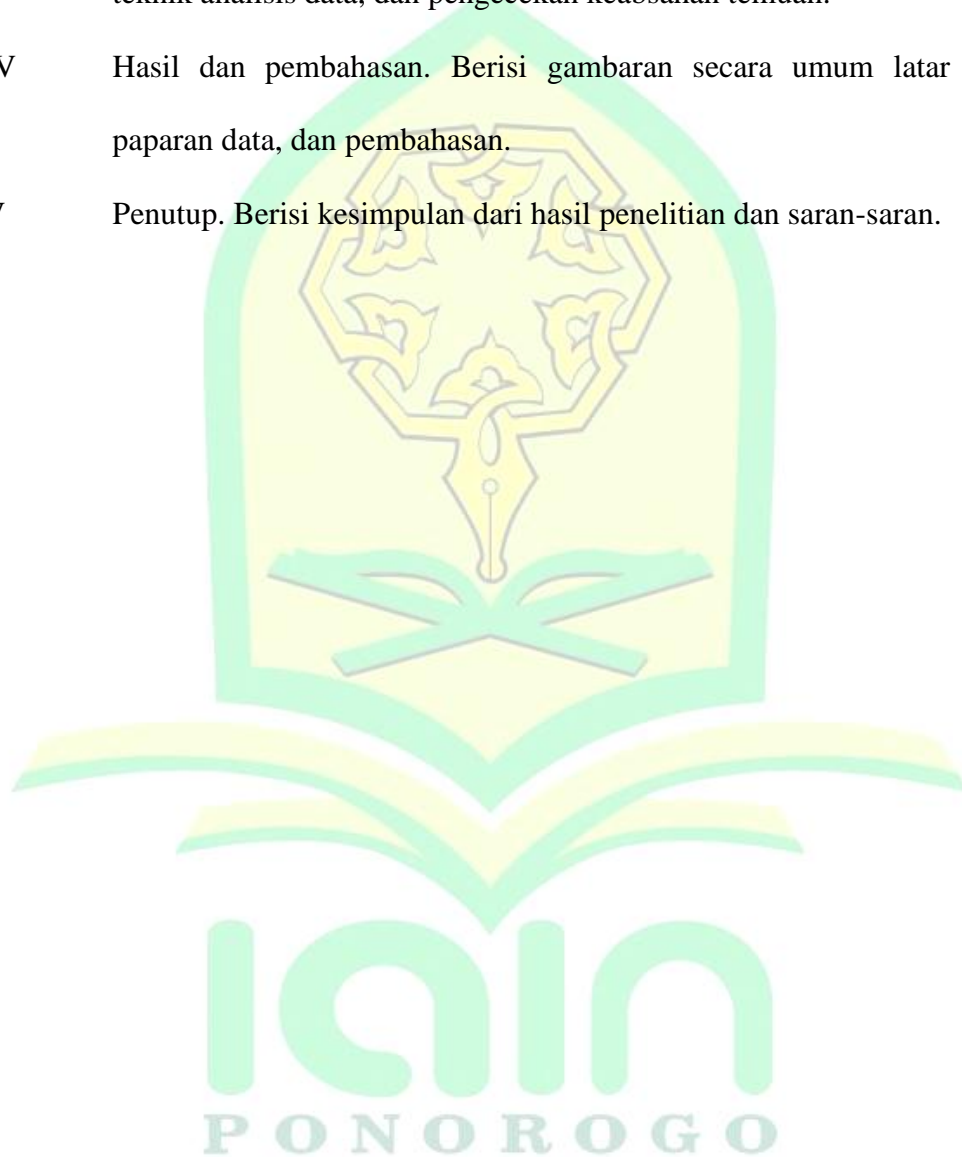 teknik analisis data, dan pengecekan keabsahan temuan.
V Hasil dan pembahasan. Berisi gambaran secara umum latar
paparan data, dan pembahasan.
V Penutup. Berisi kesimpulan dari hasil penelitian dan saran-saran.
iain
PONOROGO